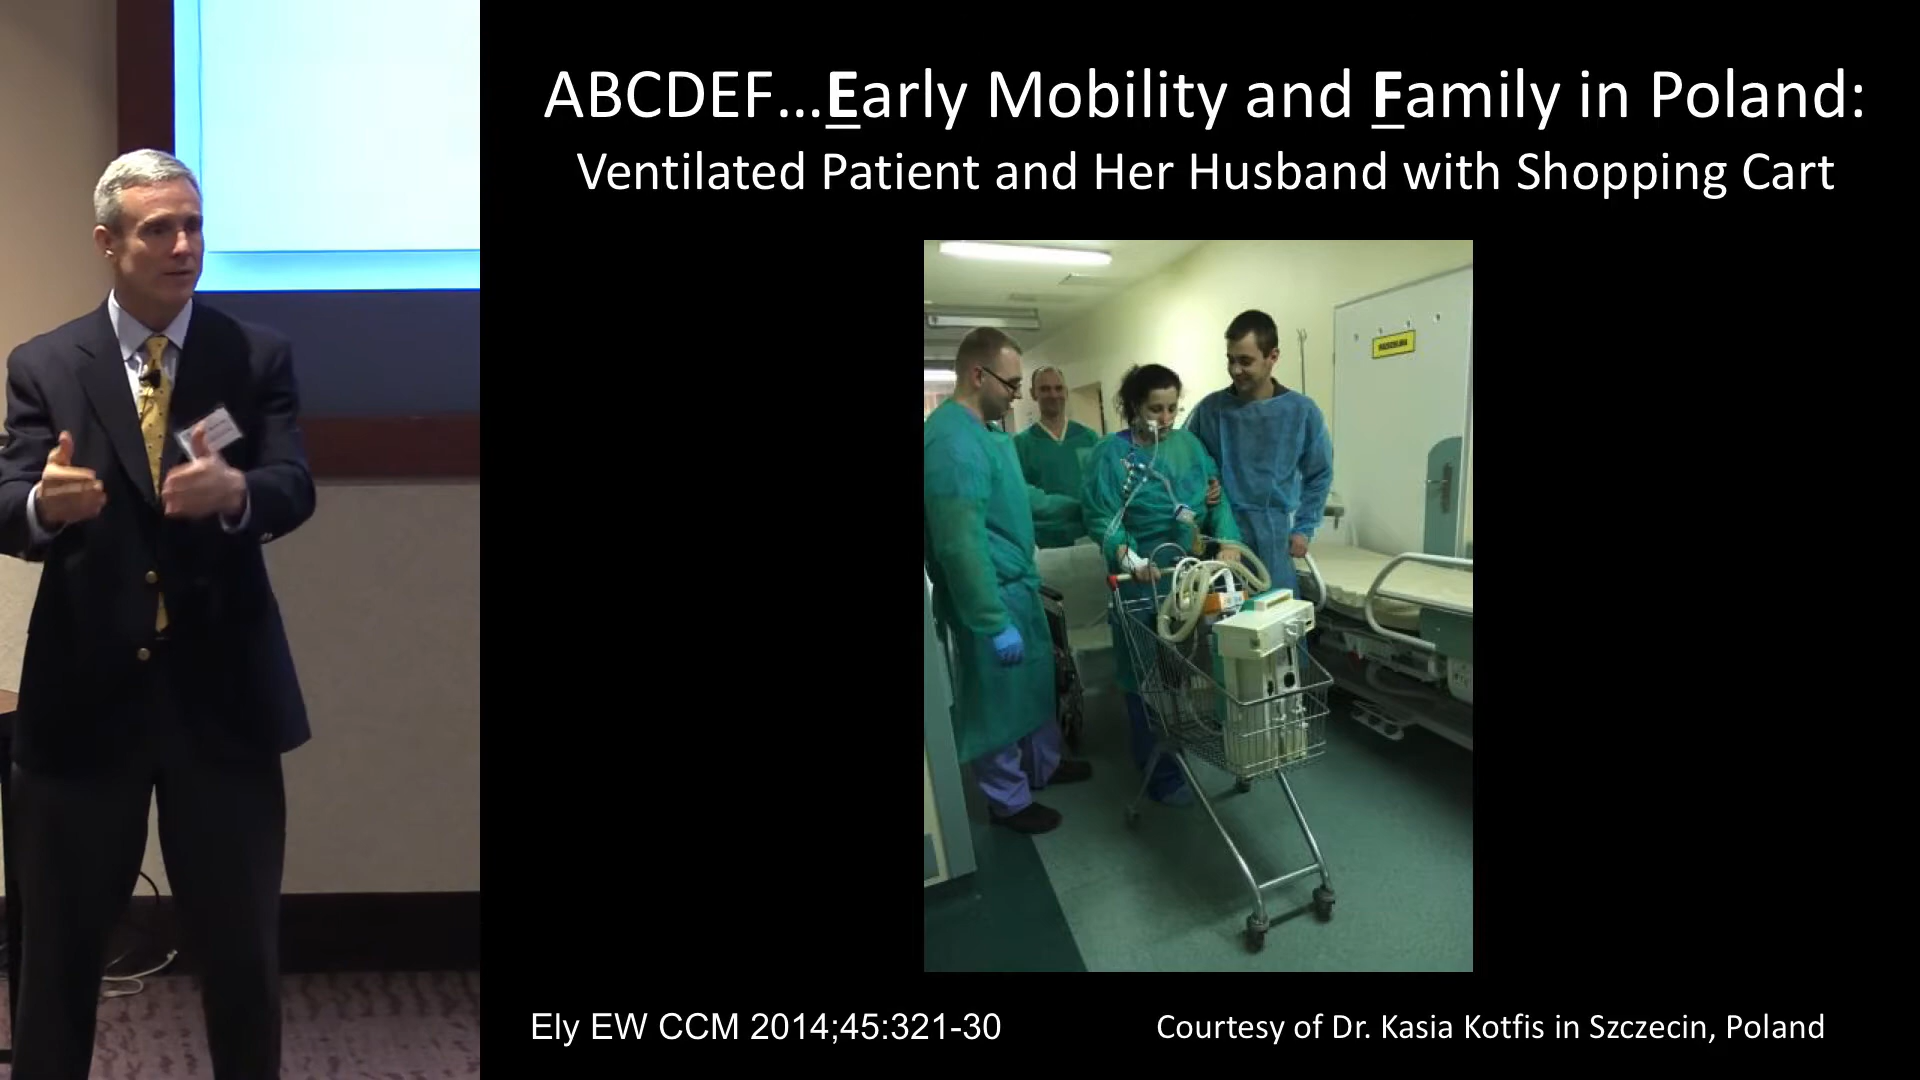 ABCDEF...Early Mobility and Family in Poland:
Ventilated Patient and Her Husband with Shopping Cart
Ely EW CCM 2014;45:321-30
Courtesy of Dr. Kasia Kotfis in Szczecin, Poland